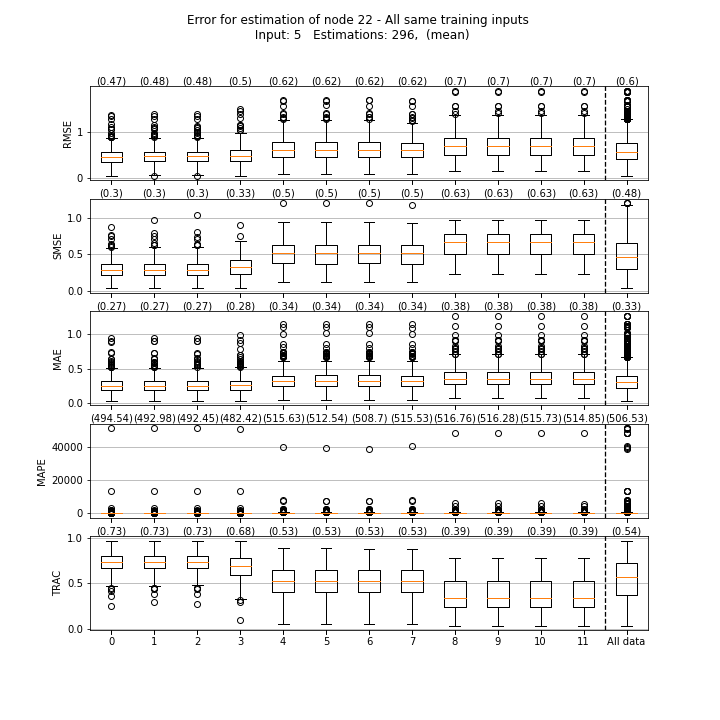 Error for estimation of node 22 - All same training inputs
Input: 5 Estimations: 296, (mean)
(0.47) (0.48) (0.48) (0.5) (0.62) (0.62) (0.62) (0.62) (0.7) (0.7) (0.7) (0.7) (0.6)
RMSE
1
0
(0.3) (0.3) (0.3) (0.33) (0.5) (0.5) (0.5) (0.5) (0.63) (0.63) (0.63) (0.63) (0.48)
SMSE
1.0
0.5
0.0
(0.27) (0.27) (0.27) (0.28) (0.34) (0.34) (0.34) (0.34) (0.38) (0.38) (0.38) (0.38) (0.33)
MAE
1.0
0.5
0.0
(494.54) (492.98) (492.45) (482.42) (515.63) (512.54) (508.7) (515.53) (516.76) (516.28) (515.73) (514.85) (506.53)
MAPE
40000
20000
0
(0.73) (0.73) (0.73) (0.68) (0.53) (0.53) (0.53) (0.53) (0.39) (0.39) (0.39) (0.39) (0.54)
TRAC
1.0
0.5
0.0
0 1 2 3 4 5 6 7 8 9 10 11 All data